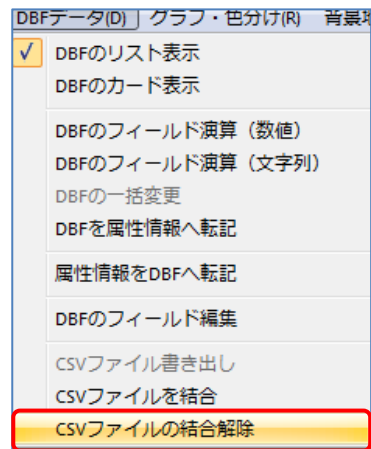 DBFデータ(D) グラフ・色分け(R) 背景
DBFのリスト表示
DBFのカード表示
DBFのフィールド演算（数値）
DBFのフィールド演算（文字列）
DBFの一括変更
DBFを属性情報へ転記
属性情報をDBFへ転記
DBFのフィールド編集
CSVファイル書き出し
CSVファイルを結合
CSVファイルの結合解除